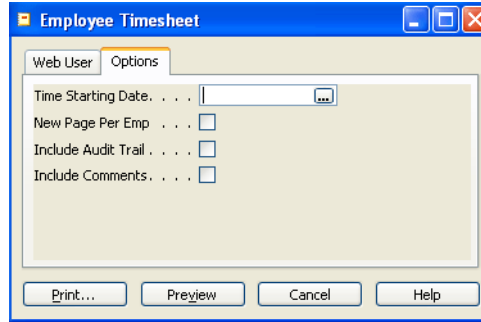 Employee Timesheet
Web User Options
Time Starting Date. . . . ...
New Page Per Emp . . .
Include Audit Trail . . . .
Include Comments. . . .
Print... Preview Cancel Help